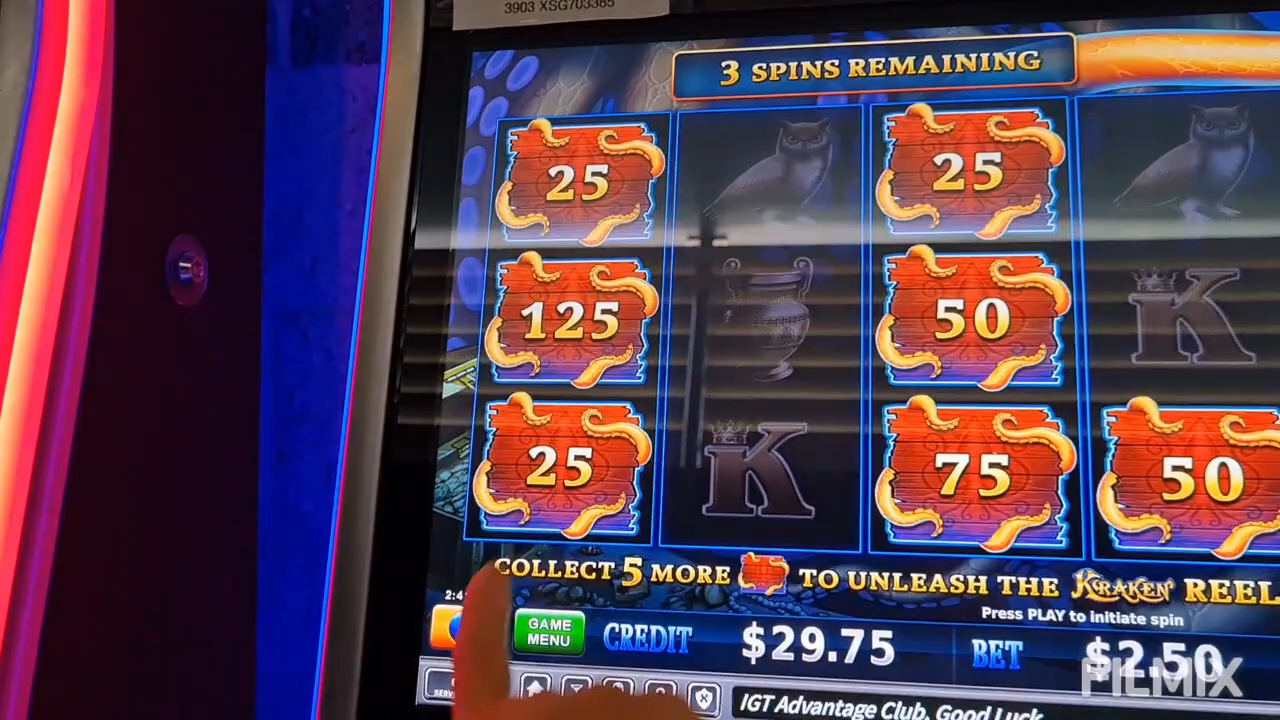 3903 XSG703385
3 SPINS REMAINING
25
25
125
50
K
25
K
75
50
COLLECT 5 MORE TO UNLEASH THE KRAKEN REEL
Press PLAY to initiate spin
GAME MENU
CREDIT $29.75 BET $2.50
IGT Advantage Club. Good Luck
FILMIX